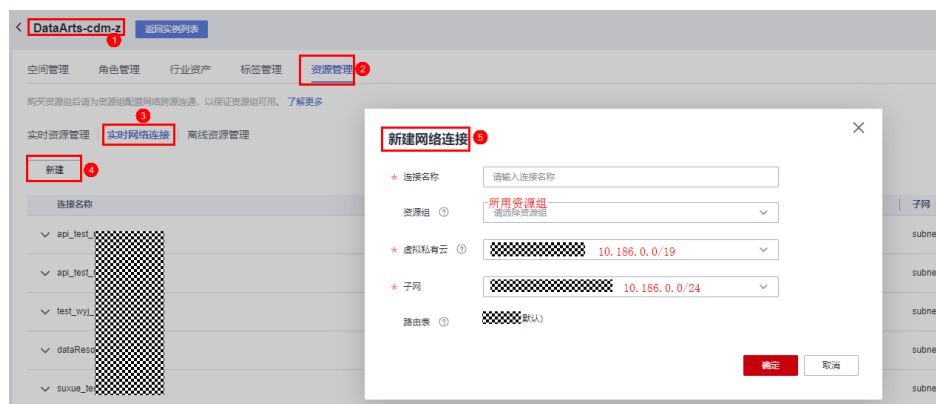 DataArts-cdm-z
返回实例列表
1
空间管理
角色管理
行业资产
标签管理
资源管理
2
购买资源组后请为资源组配置网络跨源连通，以保证资源组可用。 了解更多
3
实时资源管理
实时网络连接
离线资源管理
新建
4
连接名称
子网
api_test_
subne
api_test_
subne
test_wyj_
subne
dataReso
subne
suxue_te
subne
新建网络连接
5
* 连接名称
请输入连接名称
资源组
所用资源组
请选择资源组
* 虚拟私有云
10.186.0.0/19
* 子网
10.186.0.0/24
路由表
默认)
确定
取消